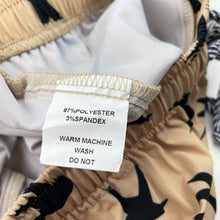 97%POLYESTER
3%SPANDEX
WARM MACHINE
WASH
DO NOT